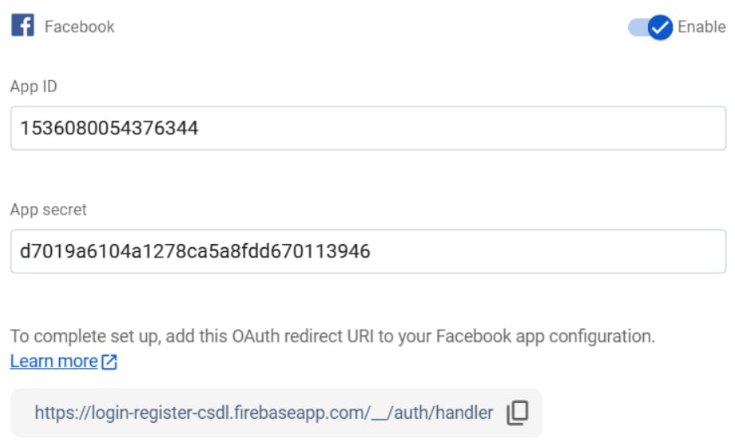 Facebook
Enable
App ID
1536080054376344
App secret
d7019a6104a1278ca5a8fdd670113946
To complete set up, add this OAuth redirect URI to your Facebook app configuration.
Learn more
https://login-register-csdl.firebaseapp.com/__/auth/handler